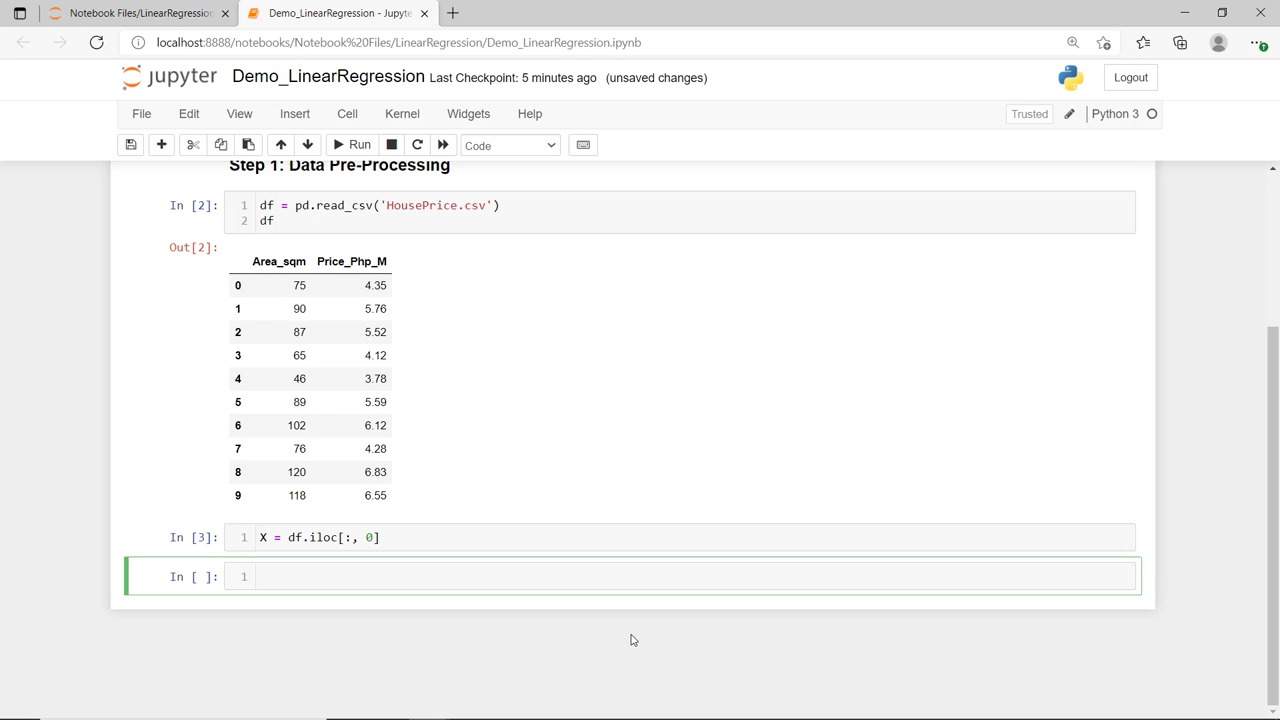 Notebook Files/LinearRegression
Demo_LinearRegression - Jupyte
localhost:8888/notebooks/Notebook%20Files/LinearRegression/Demo_LinearRegression.ipynb
jupyter Demo_LinearRegression Last Checkpoint: 5 minutes ago (unsaved changes)
Logout
File Edit View Insert Cell Kernel Widgets Help
Trusted Python 3
Run Code
Step 1: Data Pre-Processing
In [2]: 1 df = pd.read_csv('HousePrice.csv')
2 df
Out[2]:
Area_sqm Price_Php_M
0 75 4.35
1 90 5.76
2 87 5.52
3 65 4.12
4 46 3.78
5 89 5.59
6 102 6.12
7 76 4.28
8 120 6.83
9 118 6.55
In [3]: 1 X = df.iloc[:, 0]
In [ ]: 1